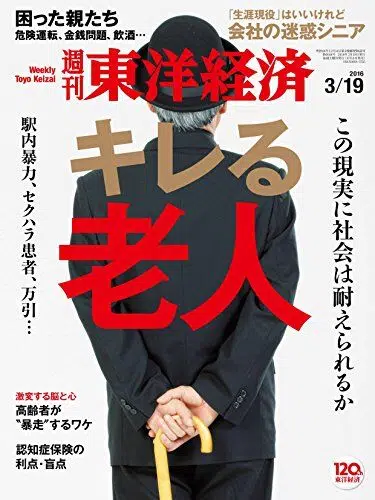 困った親たち
危険運転、金銭問題、飲酒…
「生涯現役」はいいけれど
会社の迷惑シニア
Weekly
Toyo Keizai
週刊
東洋経済
2016
3/19
キレる
老人
この現実に社会は耐えられるか
駅内暴力、セクハラ患者、万引…
激変する脳と心
高齢者が
“暴走”するワケ
認知症保険の
利点・盲点
120th
東洋経済